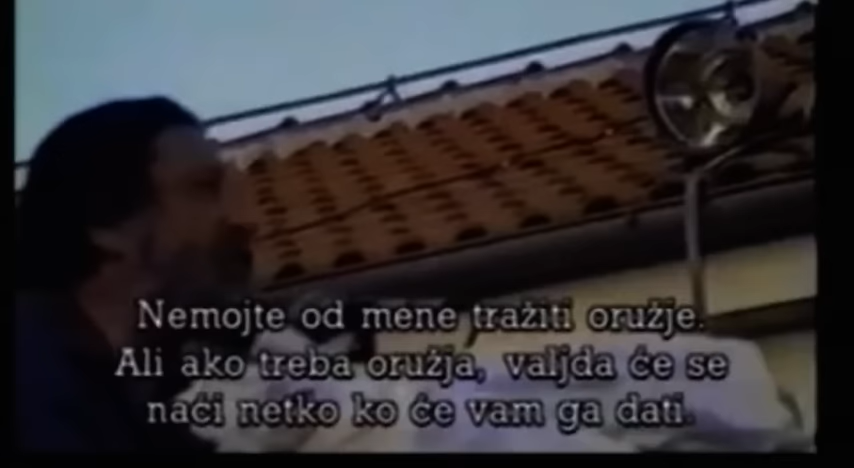 Nemojte od mene tražiti oružje.
Ali ako treba oružja, valjda će se
naći netko ko će vam ga dati.